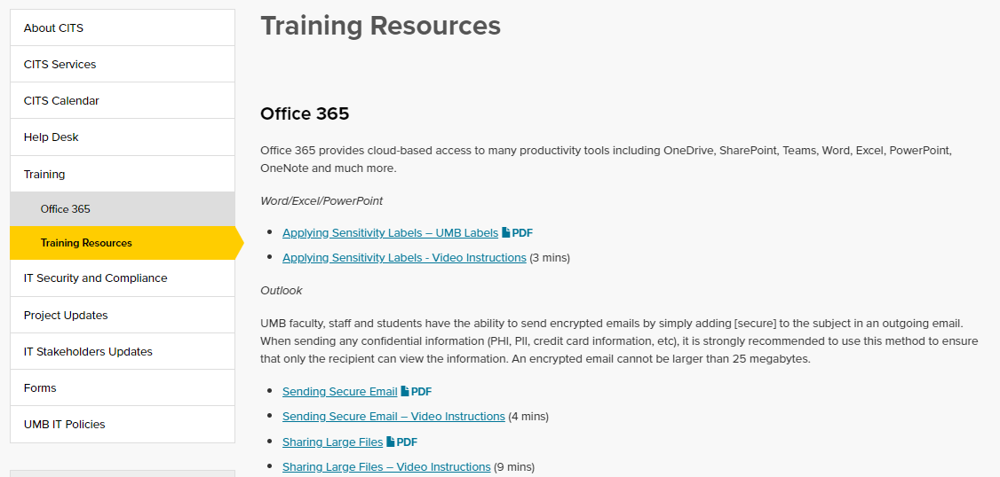 About CITS
CITS Services
CITS Calendar
Help Desk
Training
Office 365
Training Resources
IT Security and Compliance
Project Updates
IT Stakeholders Updates
Forms
UMB IT Policies
Training Resources
Office 365
Office 365 provides cloud-based access to many productivity tools including OneDrive, SharePoint, Teams, Word, Excel, PowerPoint,
OneNote and much more.
Word/Excel/PowerPoint
Applying Sensitivity Labels – UMB Labels PDF
Applying Sensitivity Labels - Video Instructions (3 mins)
Outlook
UMB faculty, staff and students have the ability to send encrypted emails by simply adding [secure] to the subject in an outgoing email.
When sending any confidential information (PHI, PII, credit card information, etc), it is strongly recommended to use this method to ensure
that only the recipient can view the information. An encrypted email cannot be larger than 25 megabytes.
Sending Secure Email PDF
Sending Secure Email – Video Instructions (4 mins)
Sharing Large Files PDF
Sharing Large Files – Video Instructions (9 mins)